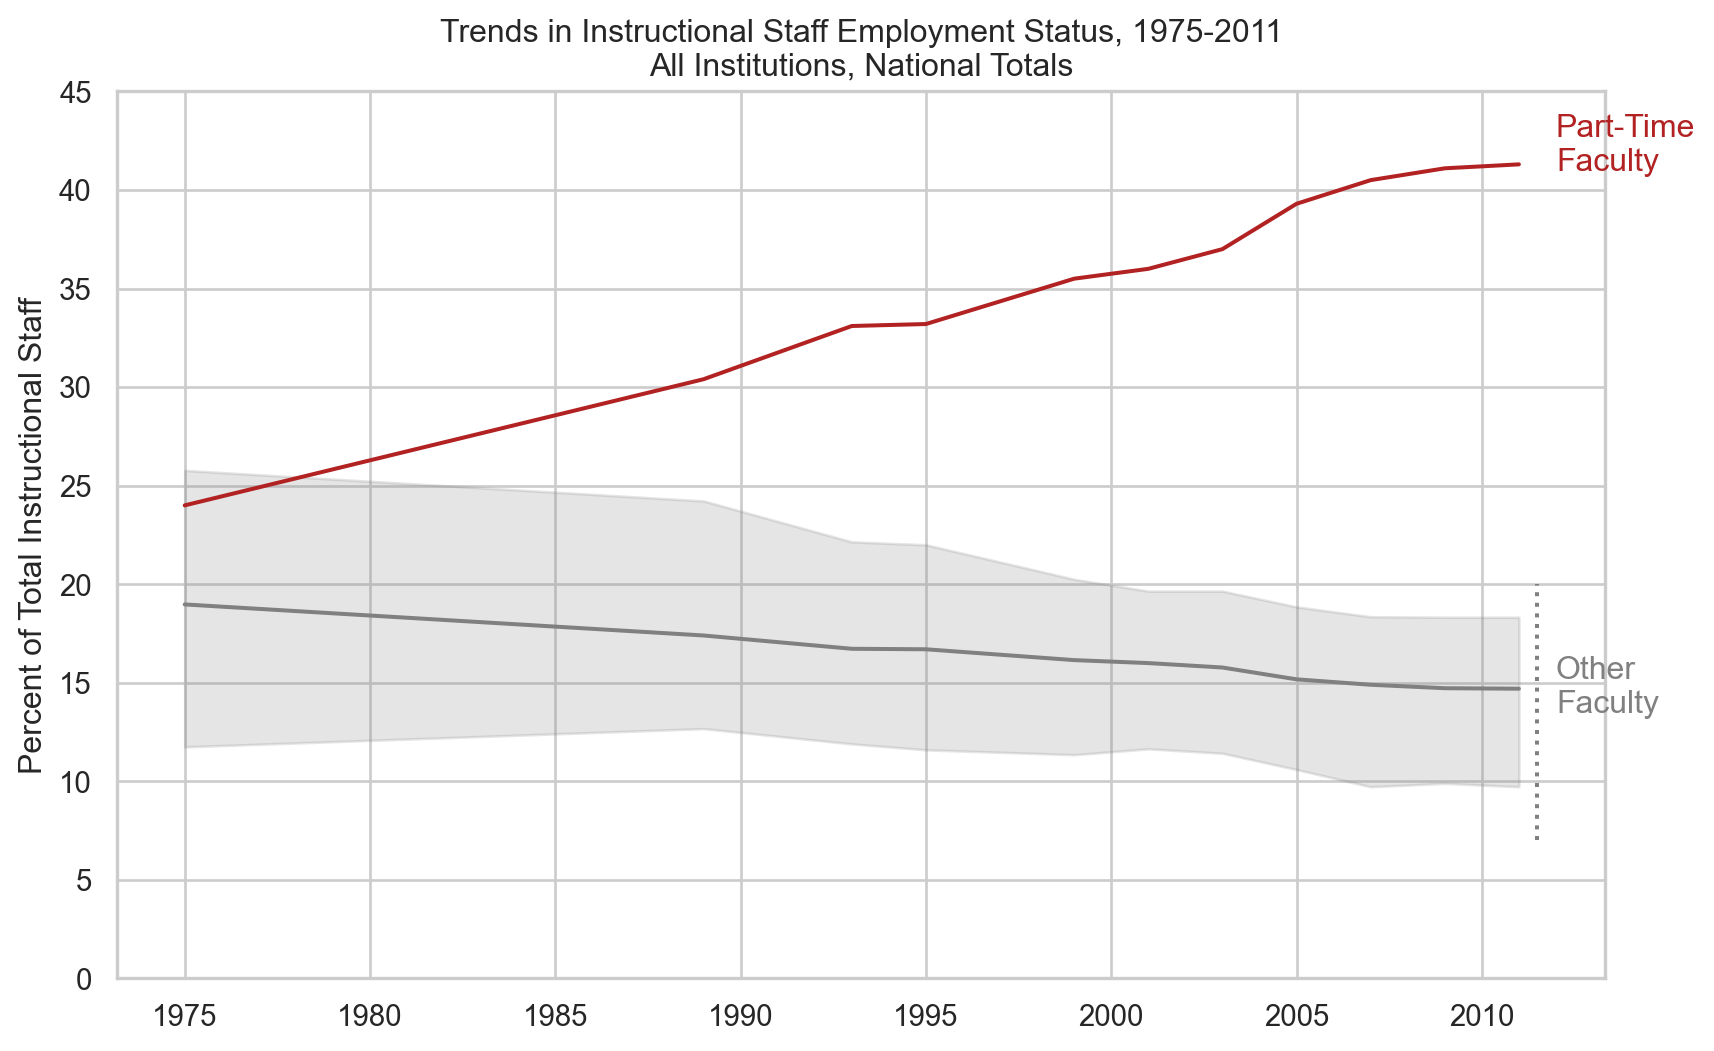 Trends in Instructional Staff Employment Status, 1975-2011
All Institutions, National Totals
Percent of Total Instructional Staff
45
40
35
30
25
20
15
10
5
0
Part-Time
Faculty
Other
Faculty
1975 1980 1985 1990 1995 2000 2005 2010